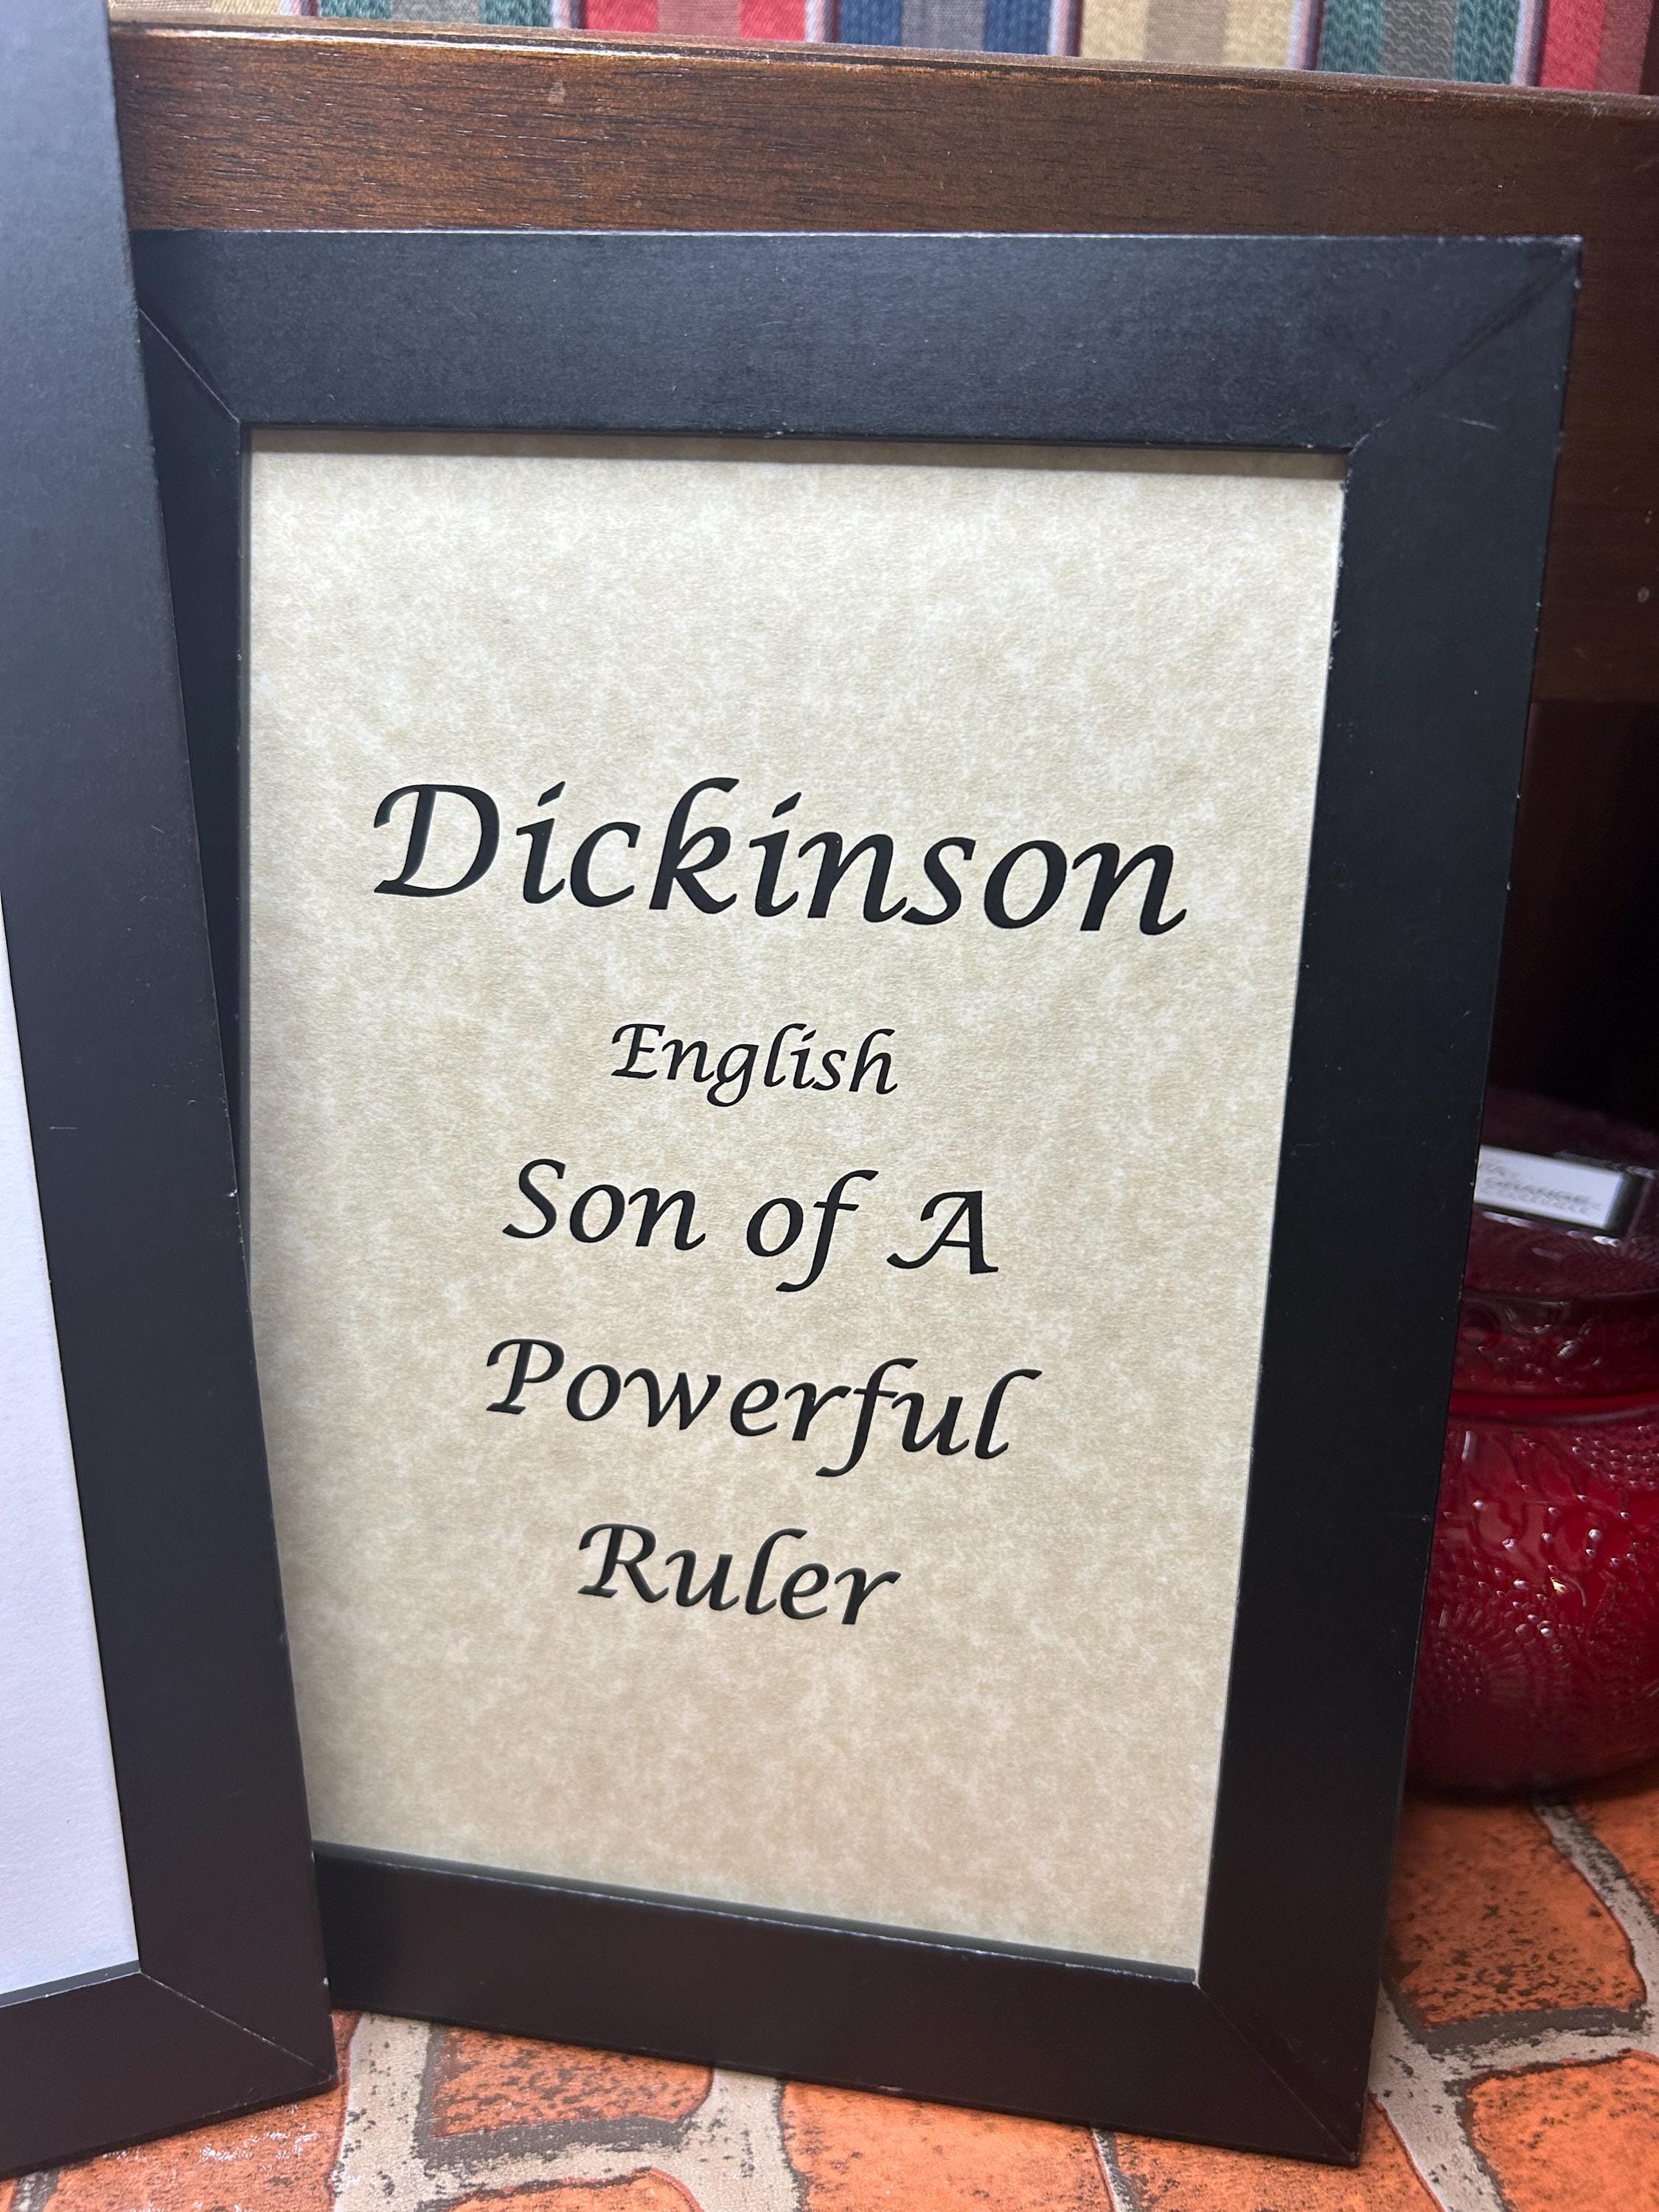 Dickinson
English
Son of A
Powerful
Ruler